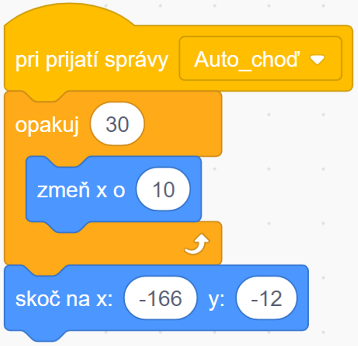 pri prijatí správy Auto_choď
opakuj 30
zmeň x o 10
skoč na x: -166 y: -12